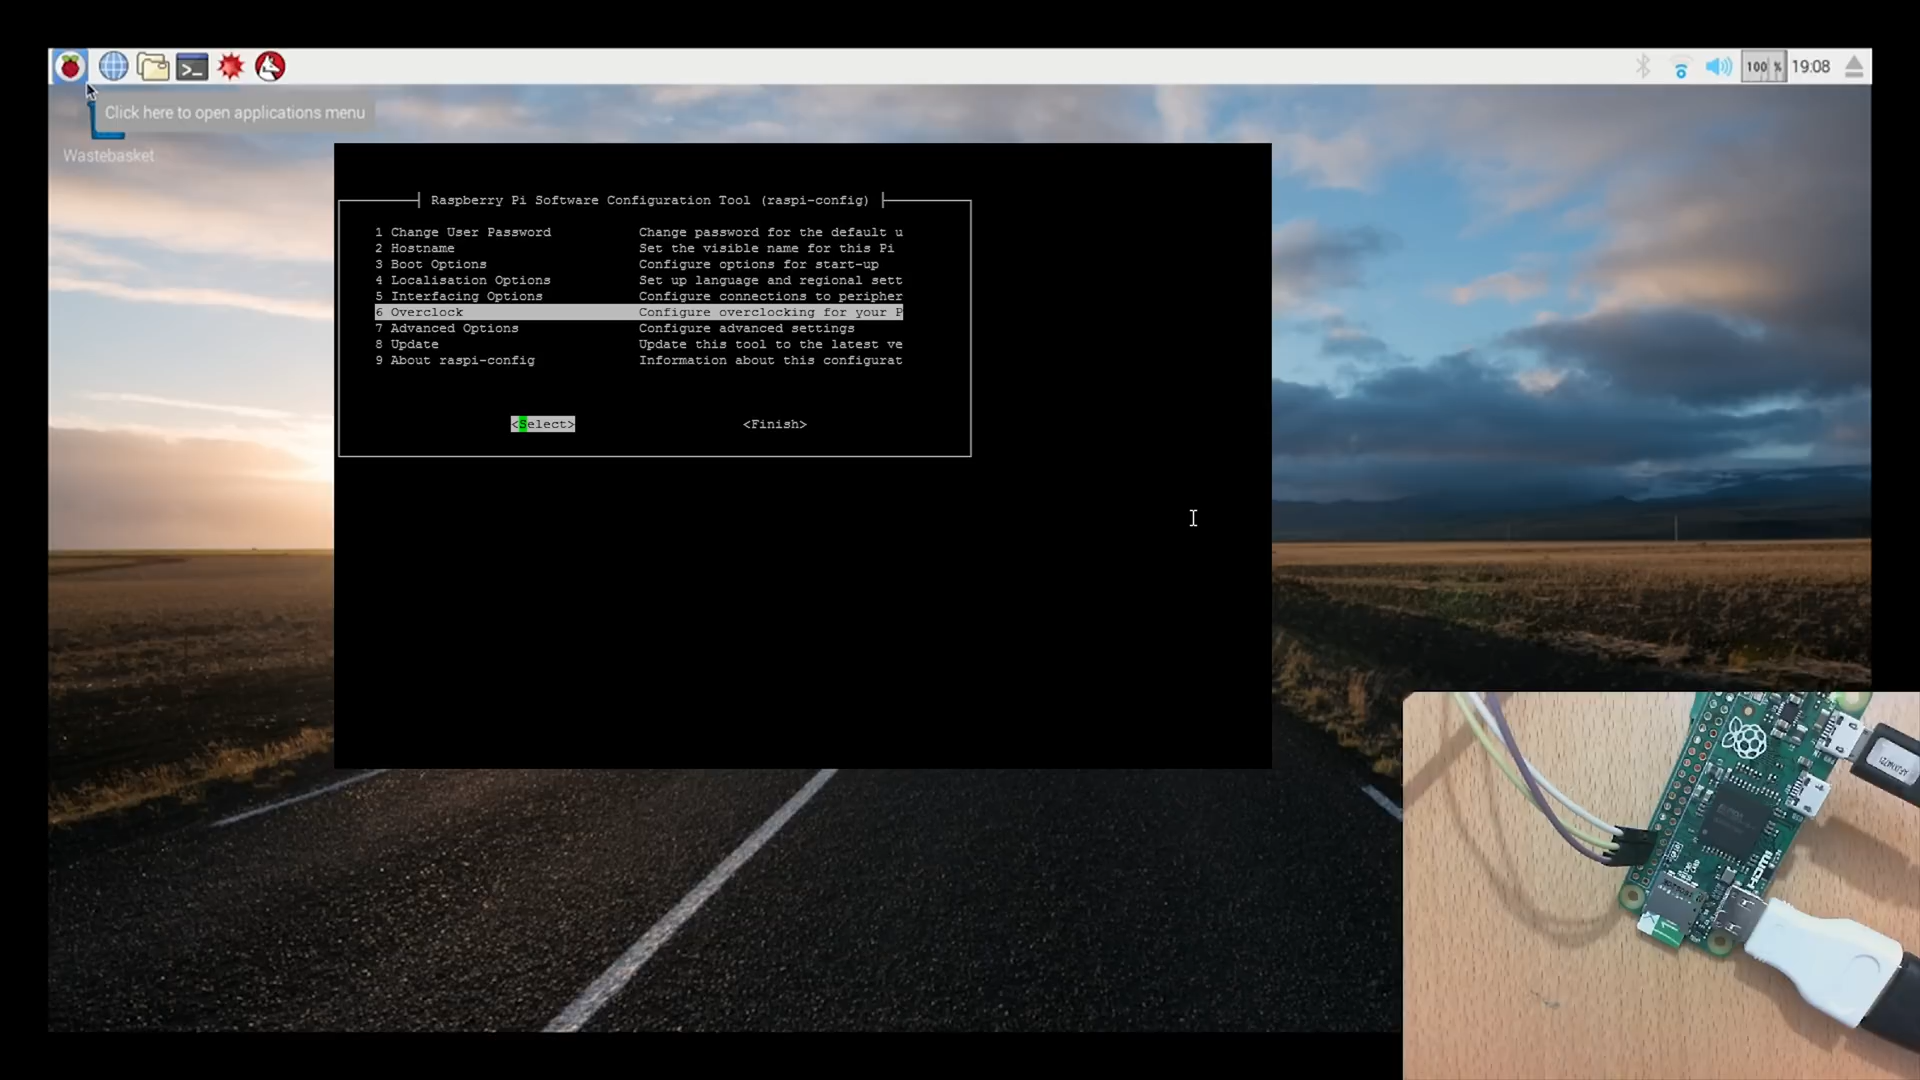 100 %
19:08
Click here to open applications menu
Wastebasket
Raspberry Pi Software Configuration Tool (raspi-config)
1 Change User Password Change password for the default u
2 Hostname Set the visible name for this Pi
3 Boot Options Configure options for start-up
4 Localisation Options Set up language and regional sett
5 Interfacing Options Configure connections to peripher
6 Overclock Configure overclocking for your P
7 Advanced Options Configure advanced settings
8 Update Update this tool to the latest ve
9 About raspi-config Information about this configurat
<Select> <Finish>
HDMI